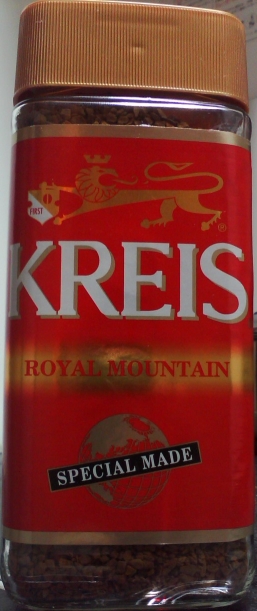 FIRST
®
KREIS
ROYAL MOUNTAIN
SPECIAL MADE